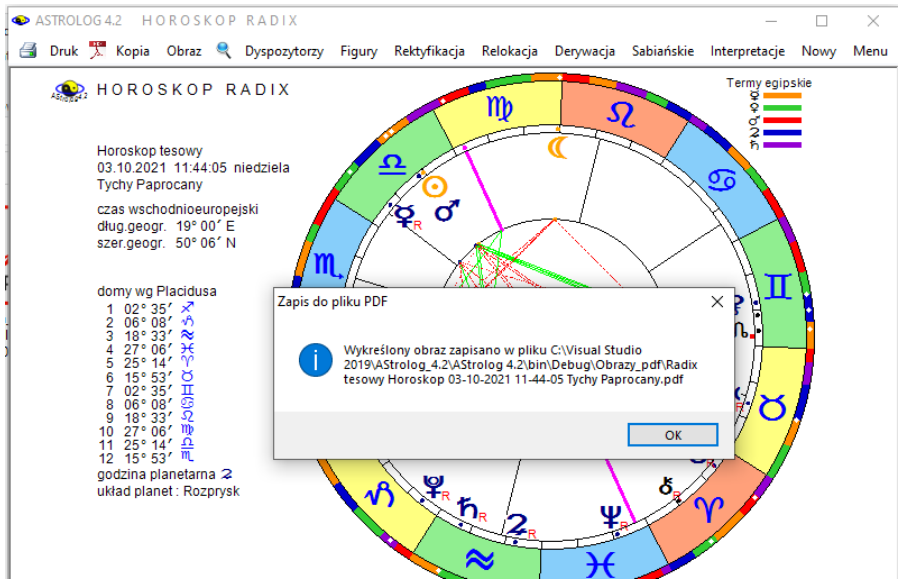 ASTROLOG 4.2 HOROSKOP RADIX
Druk Kopia Obraz Dyspozytorzy Figury Rektyfikacja Relokacja Derywacja Sabiańskie Interpretacje Nowy Menu
AStrolog4.2
HOROSKOP RADIX
Termy egipskie
☿
♀
♂
♃
♄
Horoskop tesowy
03.10.2021 11:44:05 niedziela
Tychy Paprocany
czas wschodnioeuropejski
dług.geogr. 19° 00′ E
szer.geogr. 50° 06′ N
domy wg Placidusa
1 02° 35′ ♐
2 06° 08′ ♑
3 18° 33′ ♒
4 27° 06′ ♓
5 25° 14′ ♈
6 15° 53′ ♉
7 02° 35′ ♊
8 06° 08′ ♋
9 18° 33′ ♌
10 27° 06′ ♍
11 25° 14′ ♎
12 15° 53′ ♏
godzina planetarna ♃
układ planet : Rozprysk
Zapis do pliku PDF
Wykreślony obraz zapisano w pliku C:\Visual Studio
2019\AStrolog_4.2\AStrolog 4.2\bin\Debug\Obrazy_pdf\Radix
tesowy Horoskop 03-10-2021 11-44-05 Tychy Paprocany.pdf
OK
♍
♌
♎
♋
♏
♊
♉
♑
♈
♒
♓
☾
☉
☿ R
♂
♇ R
♄ R
♃ R
♆ R
⚷ R